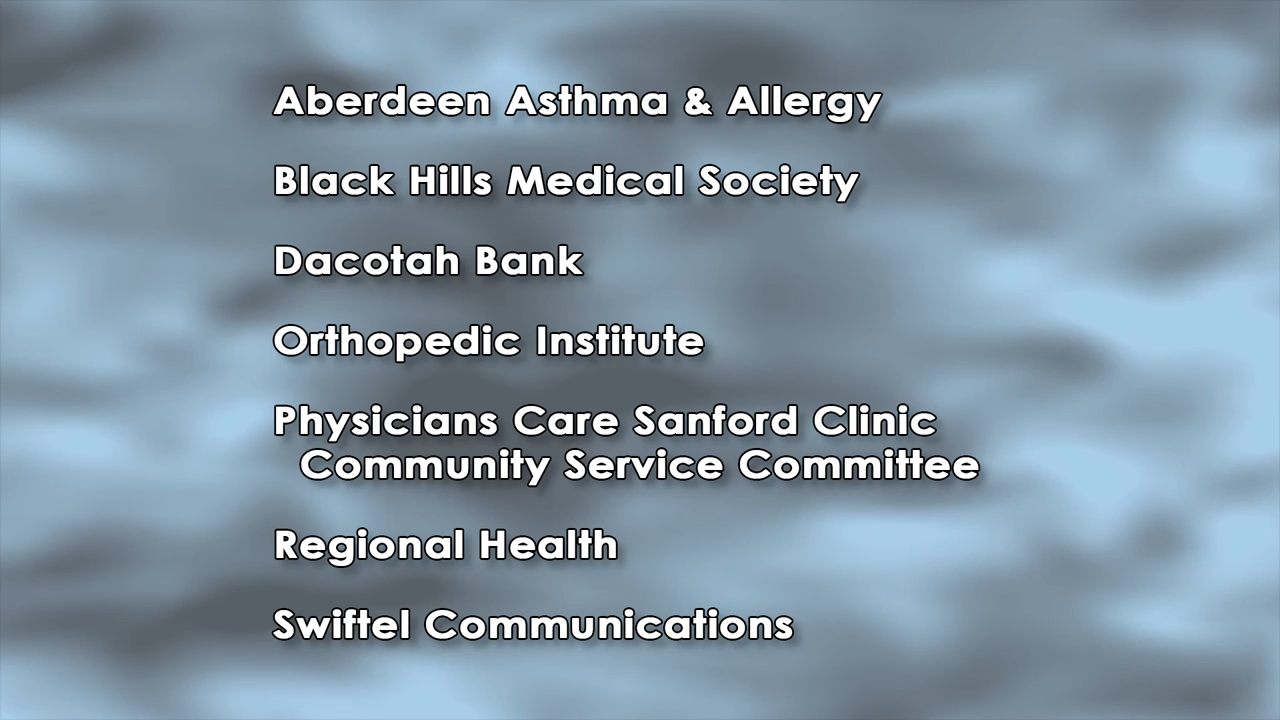 Aberdeen Asthma & Allergy
Black Hills Medical Society
Dacotah Bank
Orthopedic Institute
Physicians Care Sanford Clinic
Community Service Committee
Regional Health
Swiftel Communications